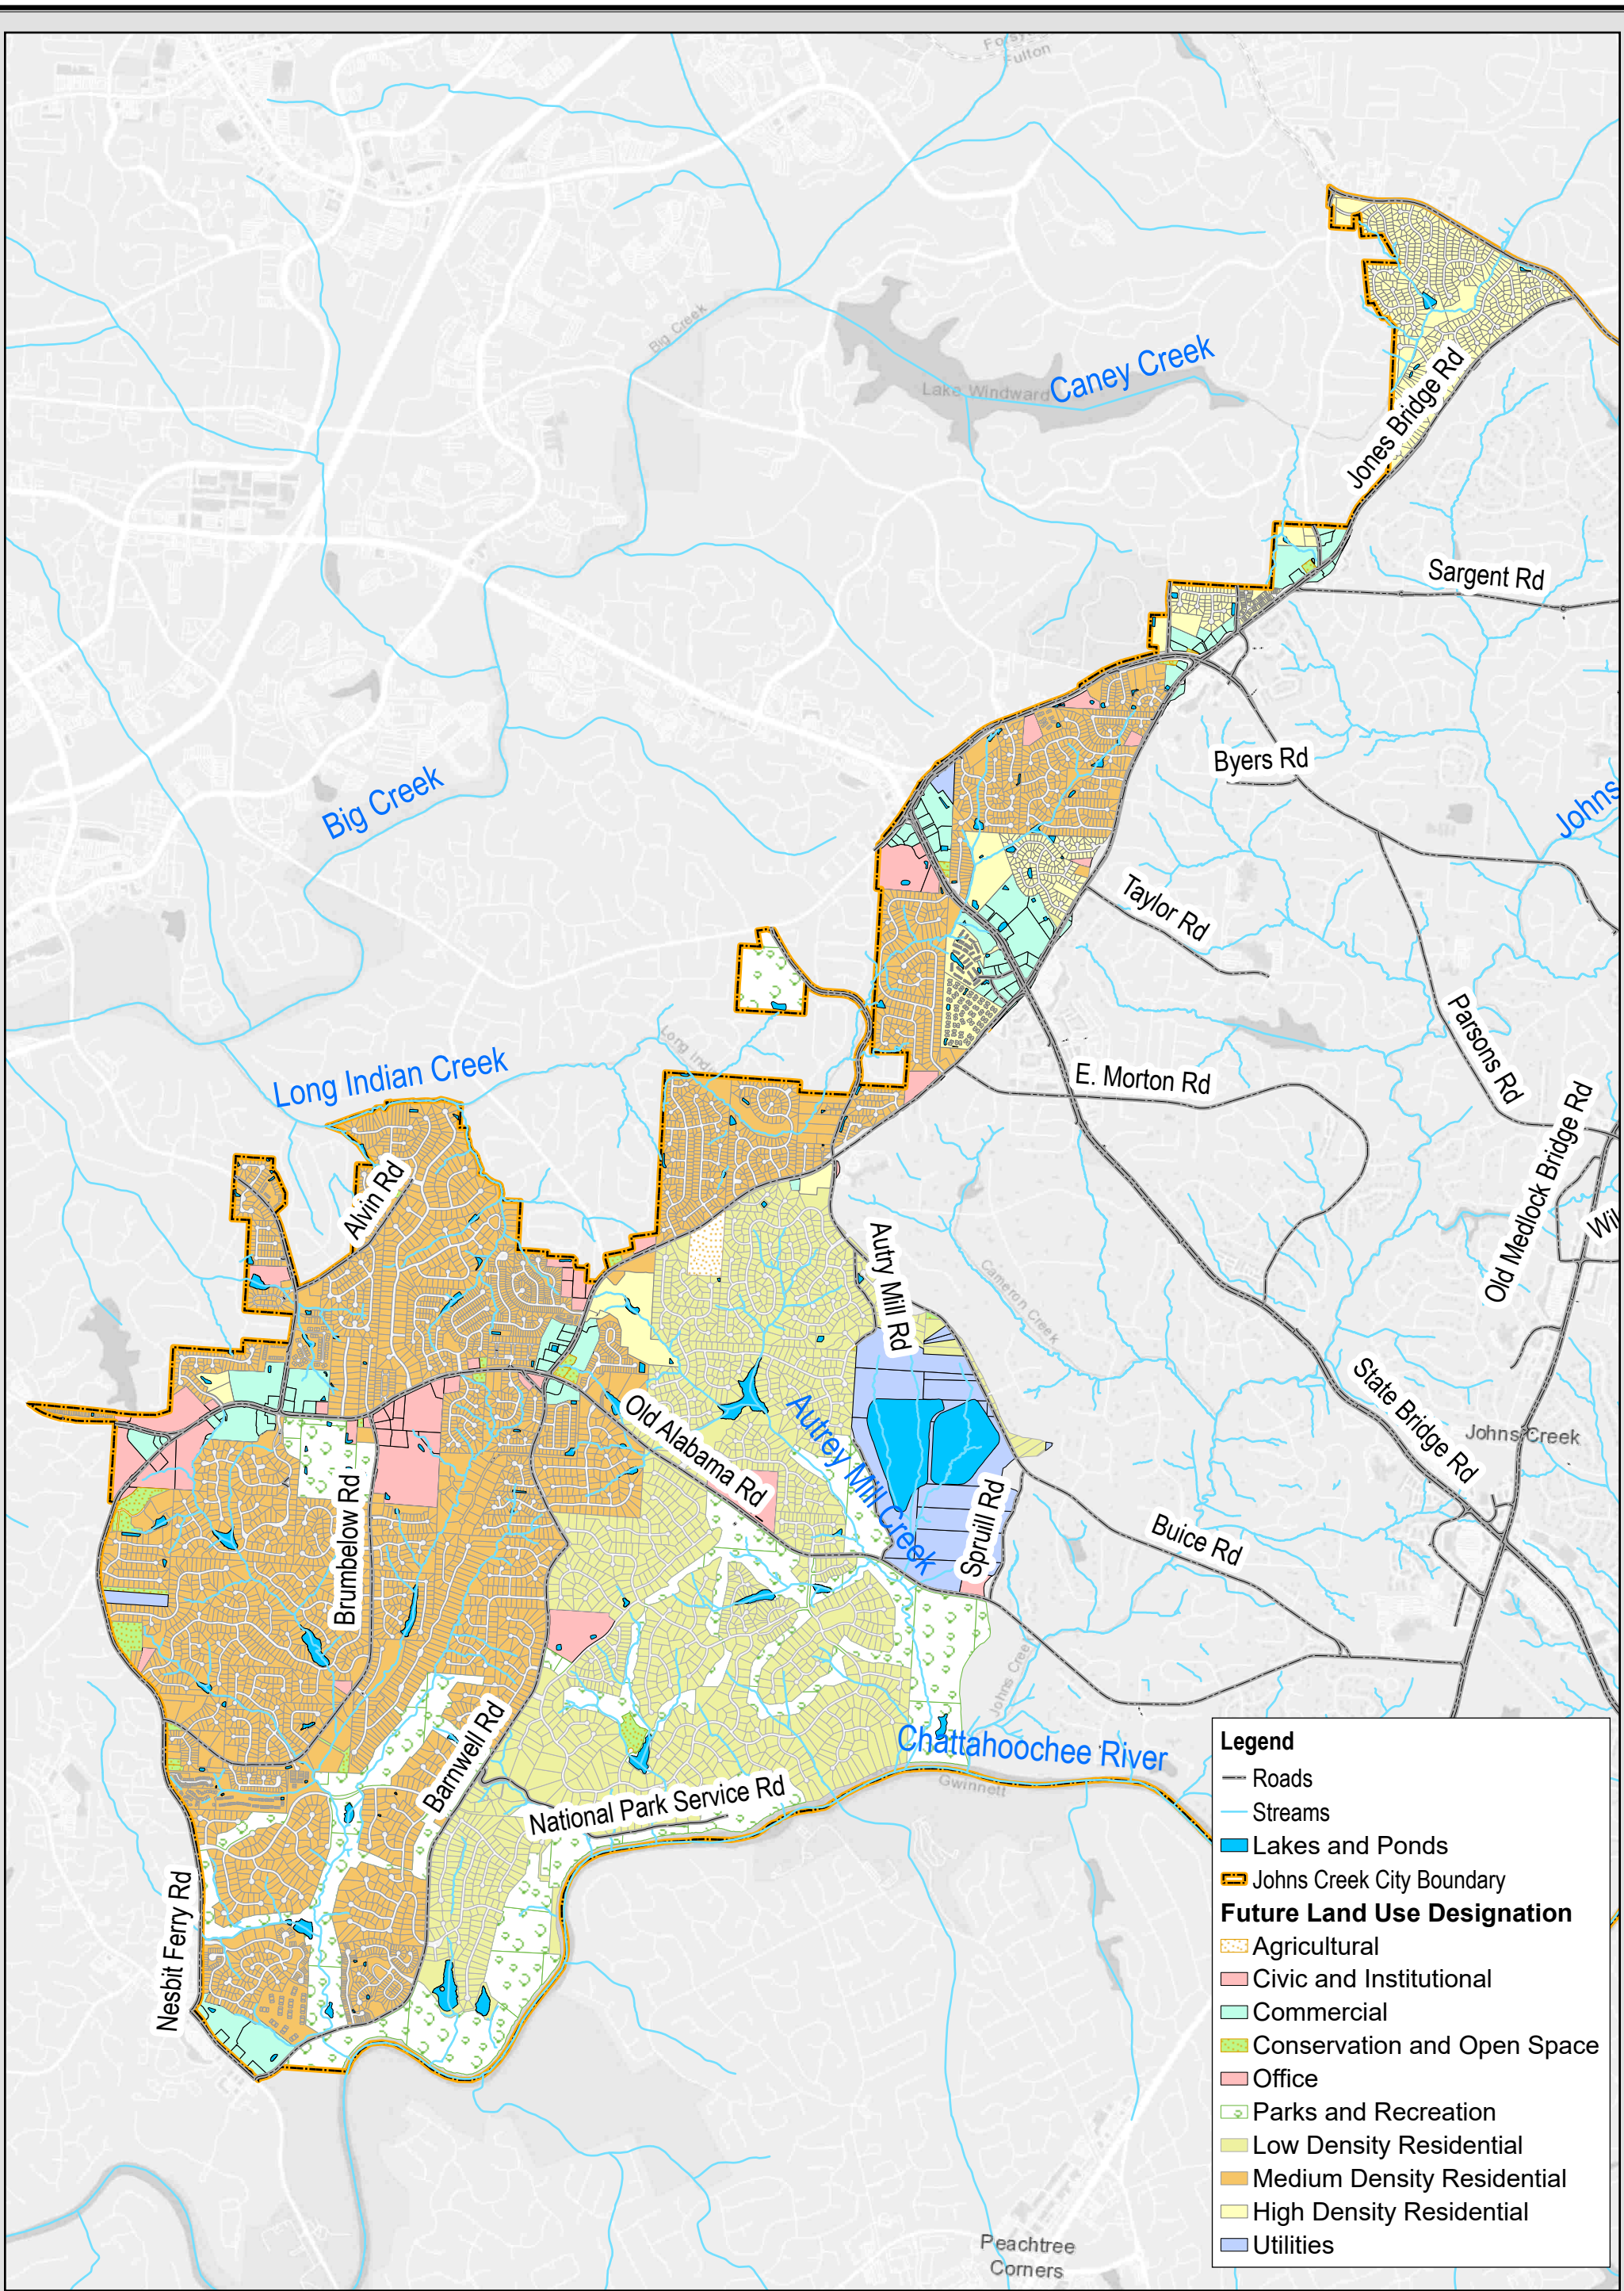 Forsy
Fulton
Big Creek
Lake Windward
Caney Creek
Jones Bridge Rd
Sargent Rd
Byers Rd
Johns
Big Creek
Taylor Rd
Parsons Rd
Long Indi
Long Indian Creek
E. Morton Rd
Old Medlock Bridge Rd
Alvin Rd
Wil
Autry Mill Rd
Cameron Creek
State Bridge Rd
Old Alabama Rd
Autrey Mill Creek
Johns Creek
Brumbelow Rd
Spruill Rd
Buice Rd
Johns Creek
Barnwell Rd
Chattahoochee River
Gwinnett
National Park Service Rd
Nesbit Ferry Rd
Peachtree
Corners
Legend
Roads
Streams
Lakes and Ponds
Johns Creek City Boundary
Future Land Use Designation
Agricultural
Civic and Institutional
Commercial
Conservation and Open Space
Office
Parks and Recreation
Low Density Residential
Medium Density Residential
High Density Residential
Utilities